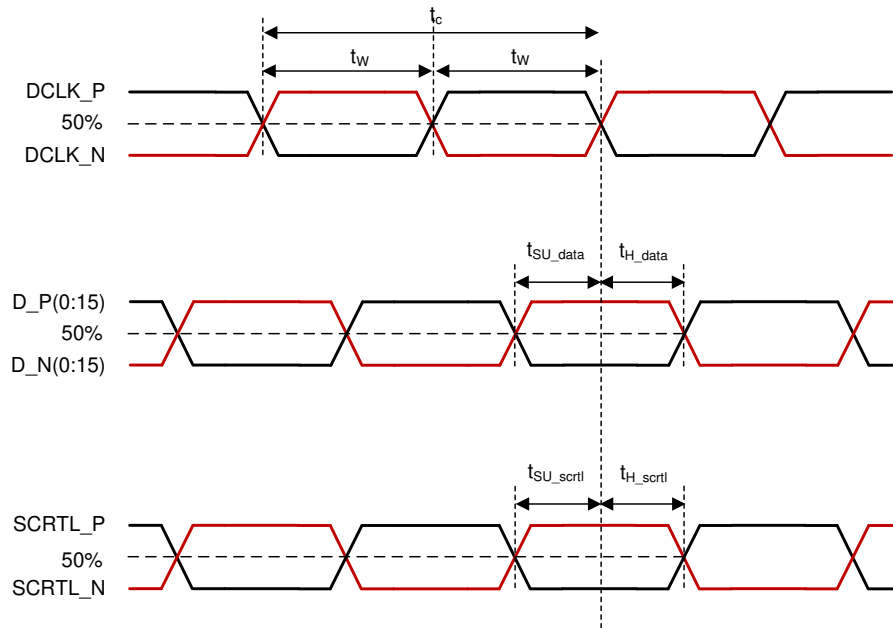 tc
tW tW
DCLK_P
50%
DCLK_N
tSU_data tH_data
D_P(0:15)
50%
D_N(0:15)
tSU_scrtl tH_scrtl
SCRTL_P
50%
SCRTL_N